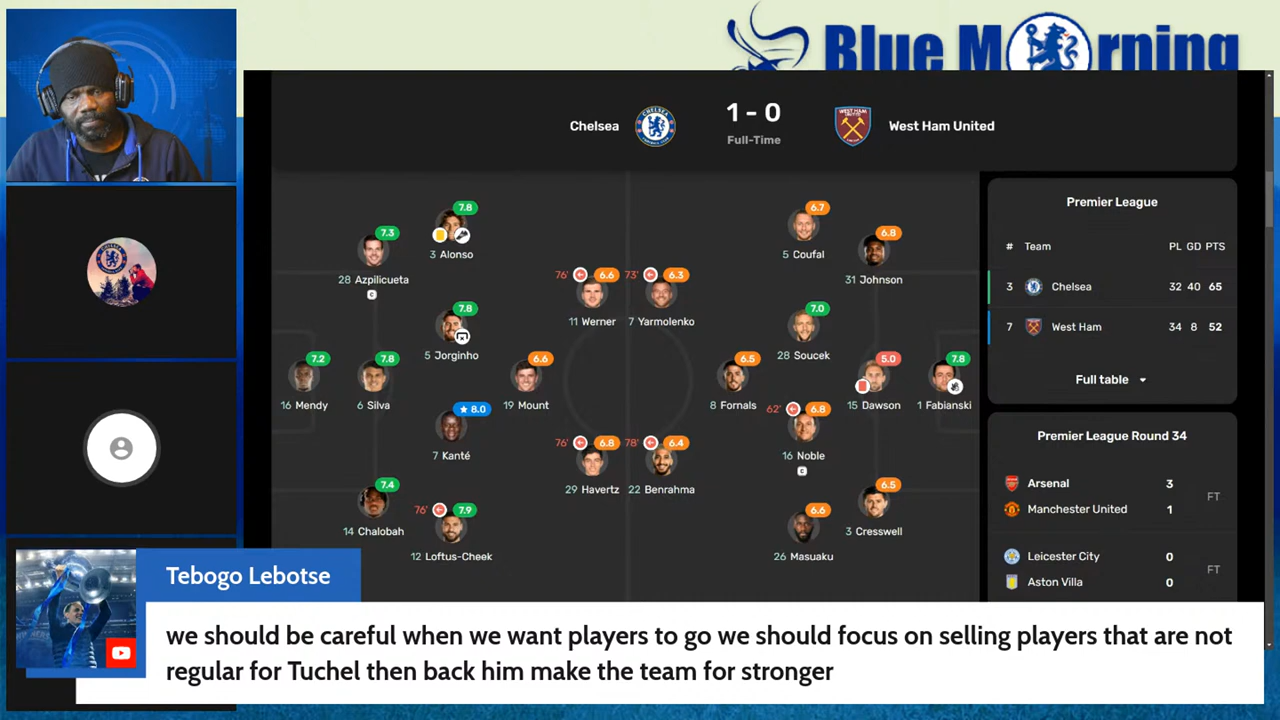 Blue M rning
Chelsea
1 - 0
West Ham United
Full-Time
7.8
3 Alonso
7.3
28 Azpilicueta
C
7.8
5 Jorginho
7.2
16 Mendy
7.8
6 Silva
6.6
19 Mount
8.0
7 Kanté
7.4
14 Chalobah
76' 7.9
12 Loftus-Cheek
76' 6.6
11 Werner
76' 6.8
29 Havertz
73' 6.3
7 Yarmolenko
78' 6.4
22 Benrahma
6.7
5 Coufal
6.8
31 Johnson
7.0
28 Soucek
6.5
8 Fornals
5.0
15 Dawson
7.8
1 Fabianski
62' 6.8
16 Noble
C
6.5
3 Cresswell
6.6
26 Masuaku
Premier League
# Team PL GD PTS
3 Chelsea 32 40 65
7 West Ham 34 8 52
Full table
Premier League Round 34
Arsenal 3
FT
Manchester United 1
Leicester City 0
FT
Aston Villa 0
Tebogo Lebotse
we should be careful when we want players to go we should focus on selling players that are not
regular for Tuchel then back him make the team for stronger